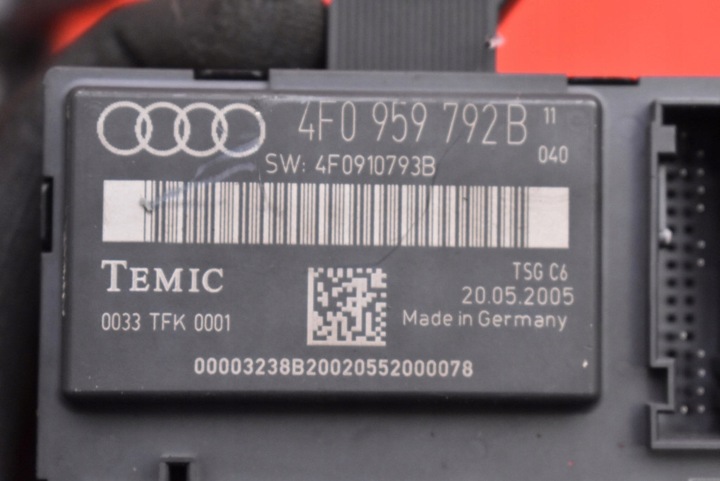 4F0 959 792B 11
040
SW: 4F0910793B
TEMIC
TSG C6
20.05.2005
0033 TFK 0001
Made in Germany
00003238B20020552000078